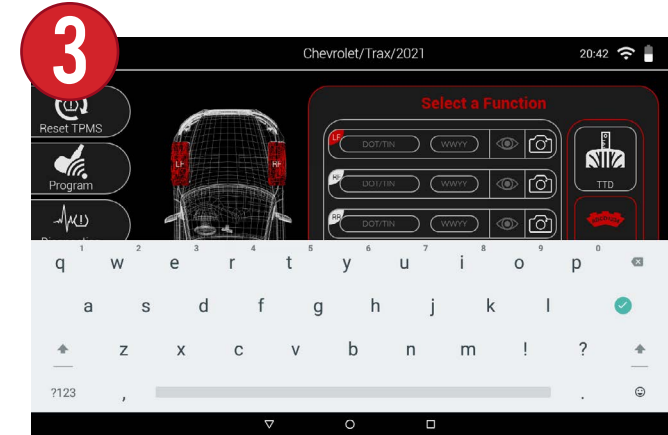 3
Chevrolet/Trax/2021 20:42
Reset TPMS
Program
LF RF
Select a Function
LF DOT/TIN WWYY
RF DOT/TIN WWYY
RR DOT/TIN WWYY
TTD
1 2 3 4 5 6 7 8 9 0
q w e r t y u i o p
a s d f g h j k l
z x c v b n m ! ?
?123 , .